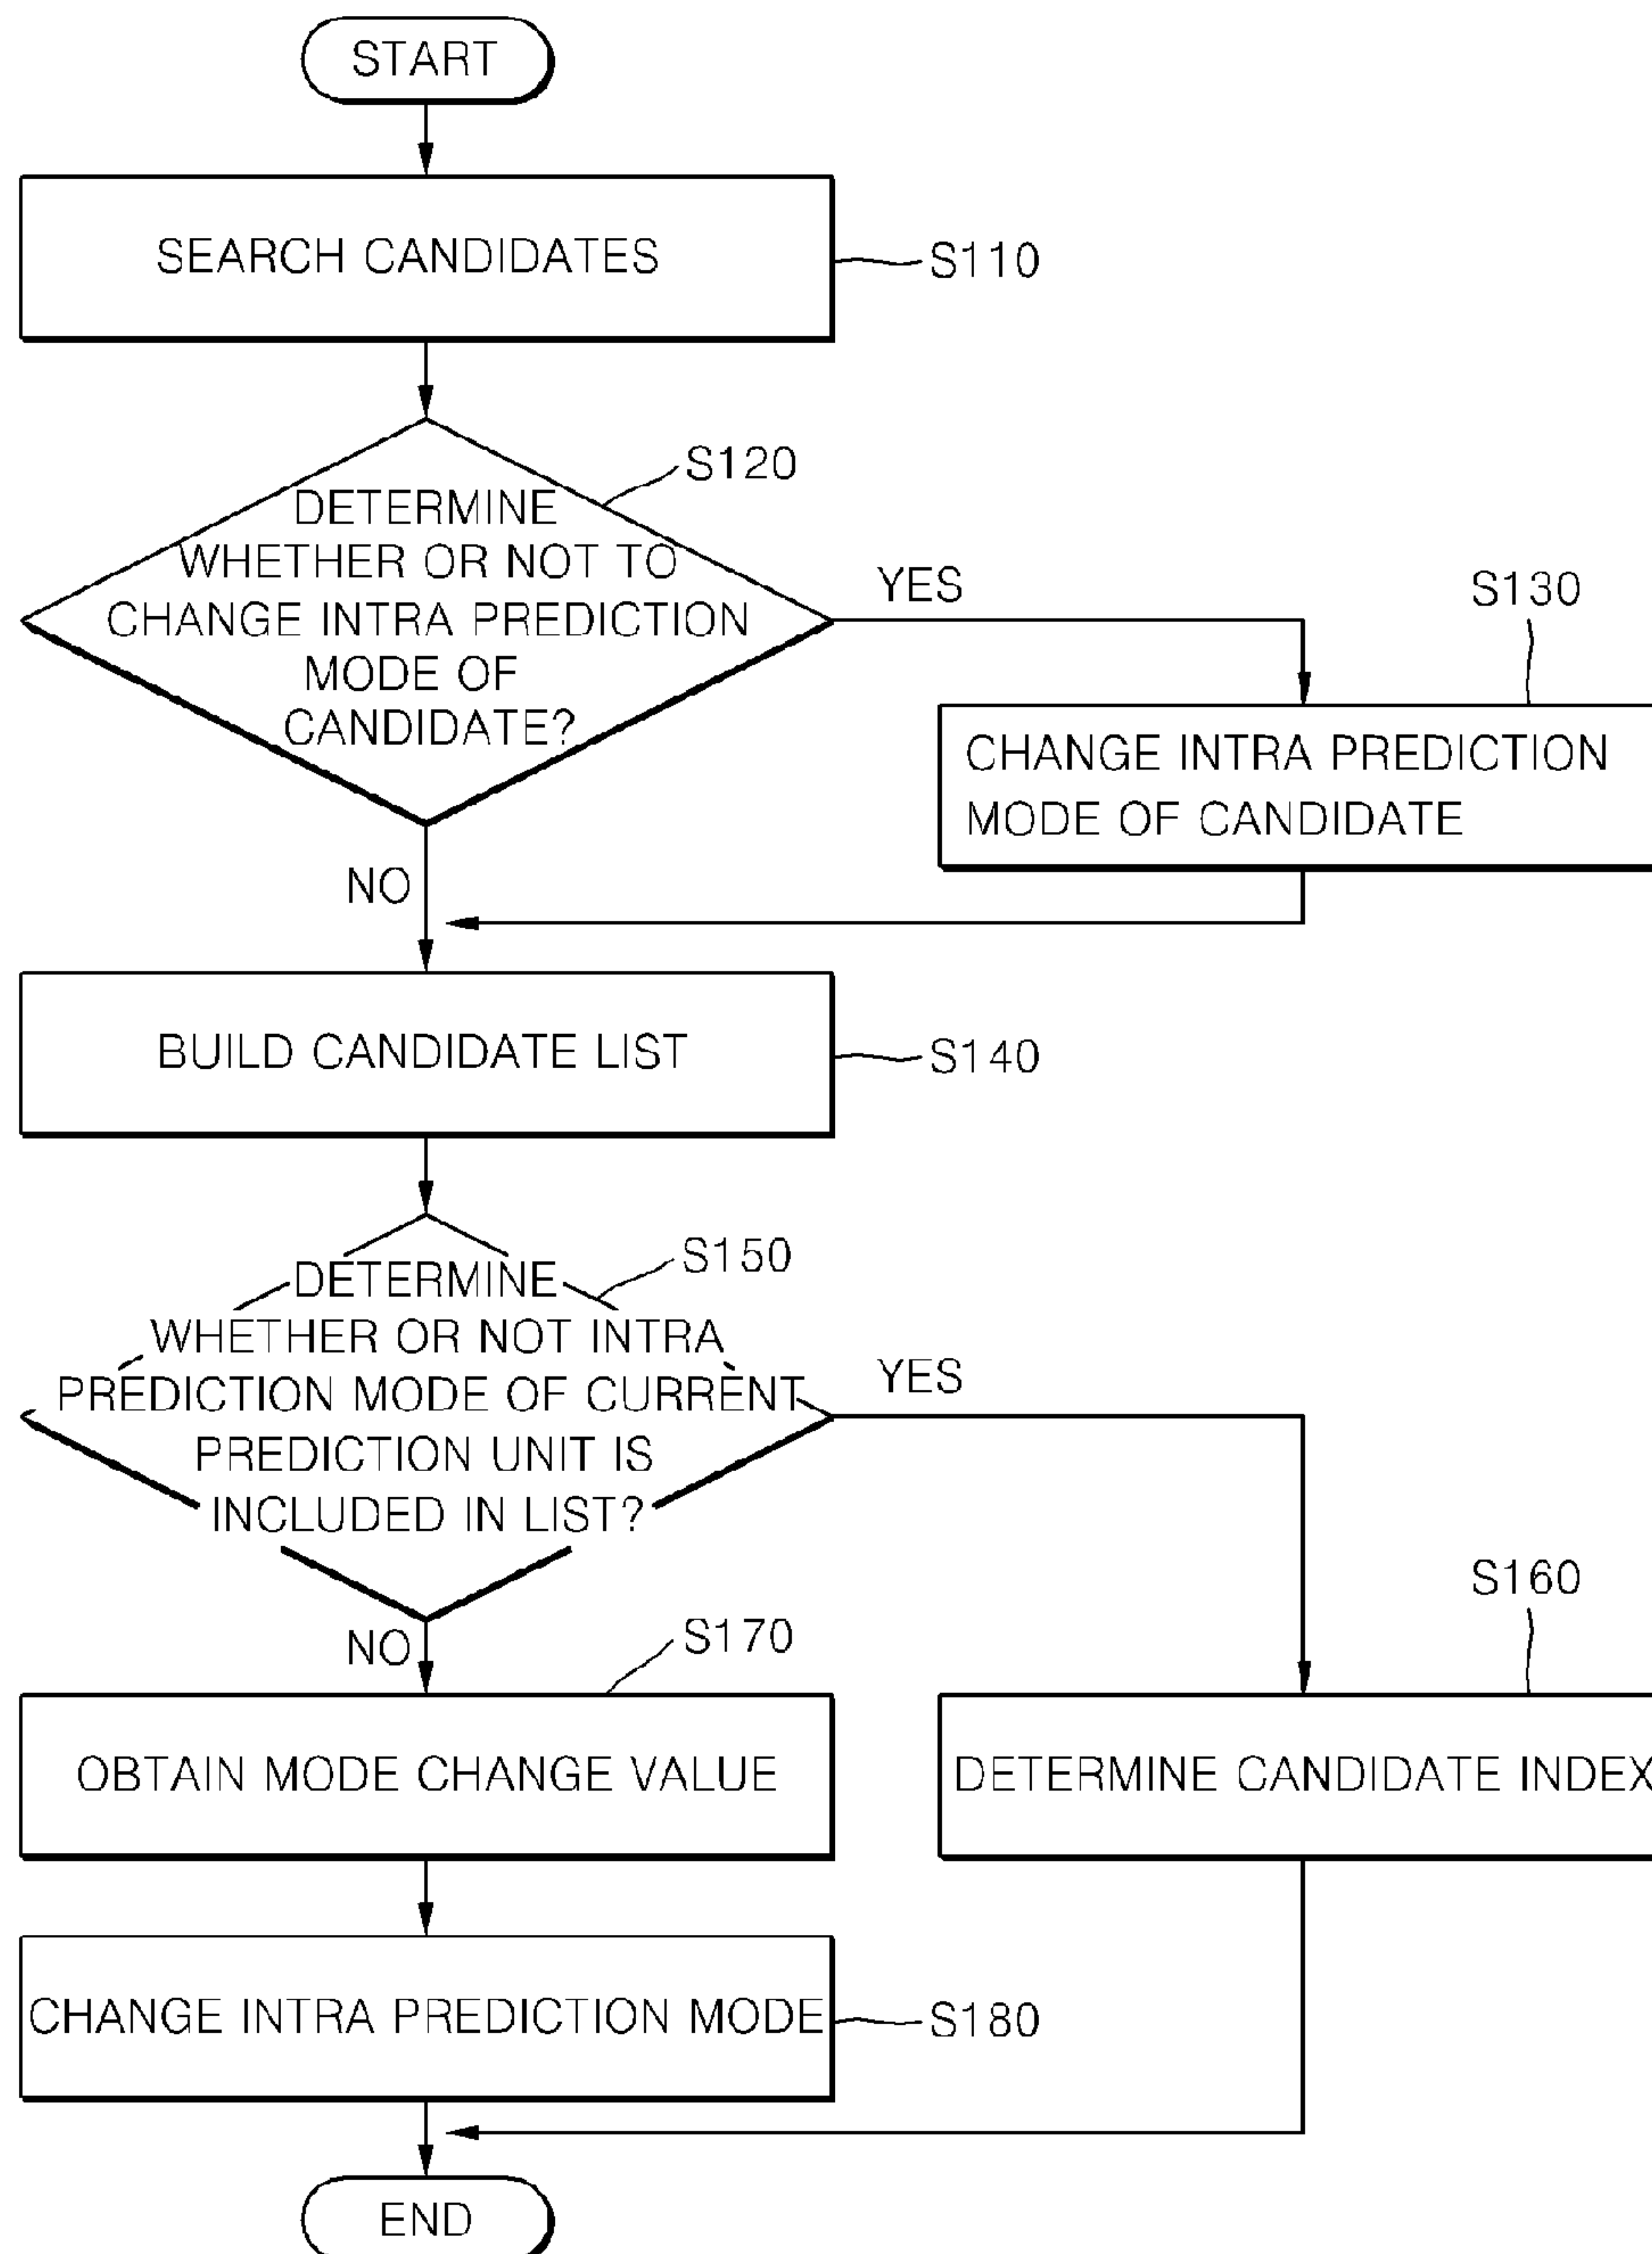 START
SEARCH CANDIDATES
S110
S120
DETERMINE
WHETHER OR NOT TO
CHANGE INTRA PREDICTION
MODE OF
CANDIDATE?
YES
S130
CHANGE INTRA PREDICTION
MODE OF CANDIDATE
NO
BUILD CANDIDATE LIST
S140
S150
DETERMINE
WHETHER OR NOT INTRA
PREDICTION MODE OF CURRENT
PREDICTION UNIT IS
INCLUDED IN LIST?
YES
S160
NO
S170
OBTAIN MODE CHANGE VALUE
DETERMINE CANDIDATE INDEX
CHANGE INTRA PREDICTION MODE
S180
END